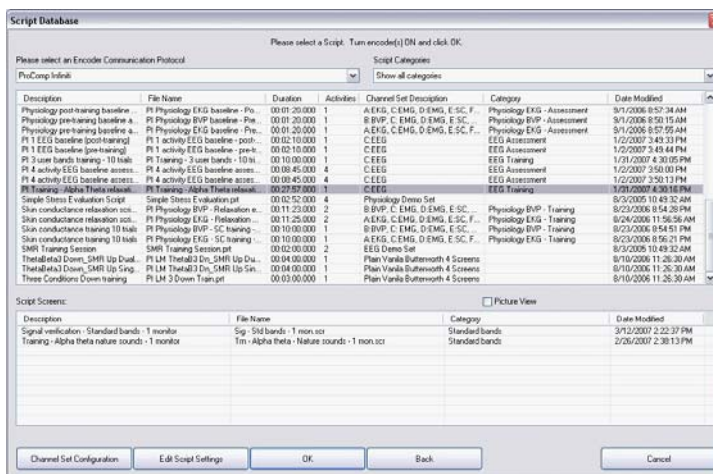 Script Database
Please select a Script. Turn encoder(s) ON and click OK.
Please select an Encoder Communication Protocol Script Categories
ProComp Infiniti Show all categories
Description File Name Duration Activities Channel Set Description Category Date Modified
Physiology post-training baseline ... PI Physiology EKG baseline - Po... 00:01:20.000 1 A:EKG, C:EMG, D:EMG, E:SC, F... Physiology EKG - Assessment 9/1/2006 8:57:34 AM
Physiology pre-training baseline a... PI Physiology BVP baseline - Pre... 00:01:20.000 1 B:BVP, C: EMG, D:EMG, E:SC, ... Physiology BVP - Assessment 9/1/2006 8:50:15 AM
Physiology pre-training baseline a... PI Physiology EKG baseline - Pre... 00:01:20.000 1 A:EKG, C:EMG, D:EMG, E:SC, F... Physiology EKG - Assessment 9/1/2006 8:57:55 AM
PI 1 EEG baseline (post-training) PI 1 activity EEG baseline - post-... 00:02:10.000 1 C:EEG EEG Assessment 1/2/2007 3:49:33 PM
PI 1 EEG baseline (pre-training) PI 1 activity EEG baseline - pre-tr... 00:02:10.000 1 C:EEG EEG Assessment 1/2/2007 3:49:44 PM
PI 3 user bands training - 10 trials PI Training - 3 user bands - 10 tri... 00:10:00.000 1 C:EEG EEG Training 1/31/2007 4:30:05 PM
PI 4 activity EEG baseline assess... PI 4 activity EEG baseline asses... 00:08:45.000 4 C:EEG EEG Assessment 1/2/2007 3:50:00 PM
PI 4 activity EEG baseline assess... PI 4 activity EEG baseline asses... 00:08:45.000 4 C:EEG EEG Assessment 1/2/2007 3:50:13 PM
PI Training - Alpha Theta relaxati... PI Training - Alpha Theta relaxati... 00:27:57.000 1 C:EEG EEG Training 1/31/2007 4:30:16 PM
Simple Stress Evaluation Script Simple Stress Evaluation.prt 00:02:52.000 4 Physiology Demo Set 8/3/2005 10:49:32 AM
Skin conductance relaxation scri... PI Physiology BVP - Relaxation e... 00:11:23.000 2 B:BVP, C: EMG, D:EMG, E:SC, ... Physiology BVP - Training 8/23/2006 8:54:28 PM
Skin conductance relaxation scri... PI Physiology EKG - Relaxation ... 00:11:25.000 2 A:EKG, C:EMG, D:EMG, E:SC, F... Physiology EKG - Training 8/24/2006 11:56:56 AM
Skin conductance training 10 trials PI Physiology BVP - SC training -... 00:10:00.000 1 B:BVP, C: EMG, D:EMG, E:SC, ... Physiology BVP - Training 8/23/2006 8:54:51 PM
Skin conductance training 10 trials PI Physiology EKG - SC training -... 00:10:00.000 1 A:EKG, C:EMG, D:EMG, E:SC, F... Physiology EKG - Training 8/23/2006 8:56:21 PM
SMR Training Session SMR Training Session.prt 00:02:00.000 2 EEG Demo Set 8/3/2005 10:49:32 AM
ThetaBeta3 Down_SMR Up Dual... PI LM ThetaB3 Dn_SMR Up Du... 00:04:00.000 1 Plain Vanila Butterworth 4 Screens 8/10/2006 11:26:30 AM
ThetaBeta3 Down_SMR Up Sing... PI LM ThetaB3 Dn_SMR Up Sin... 00:04:00.000 1 Plain Vanila Butterworth 4 Screens 8/10/2006 11:26:30 AM
Three Conditions Down training PI LM 3 Down Train.prt 00:03:00.000 1 Plain Vanila Butterworth 4 Screens 8/10/2006 11:26:30 AM
Script Screens: Picture View
Description File Name Category Date Modified
Signal verification - Standard bands - 1 monitor Sig - Std bands - 1 mon.scr Standard bands 3/12/2007 2:22:37 PM
Training - Alpha theta nature sounds - 1 monitor Trn - Alpha theta - Nature sounds - 1 mon.scr Standard bands 2/26/2007 2:38:13 PM
Channel Set Configuration Edit Script Settings OK Back Cancel